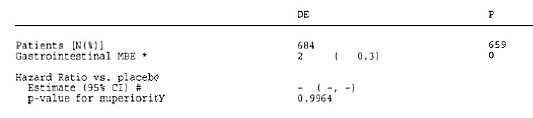 DE P
Patients [N(%)] 684 659
Gastrointestinal MBE * 2 ( 0.3) 0
Hazard Ratio vs. placebo
Estimate (95% CI) # - ( -, -)
p-value for superiority 0.9964